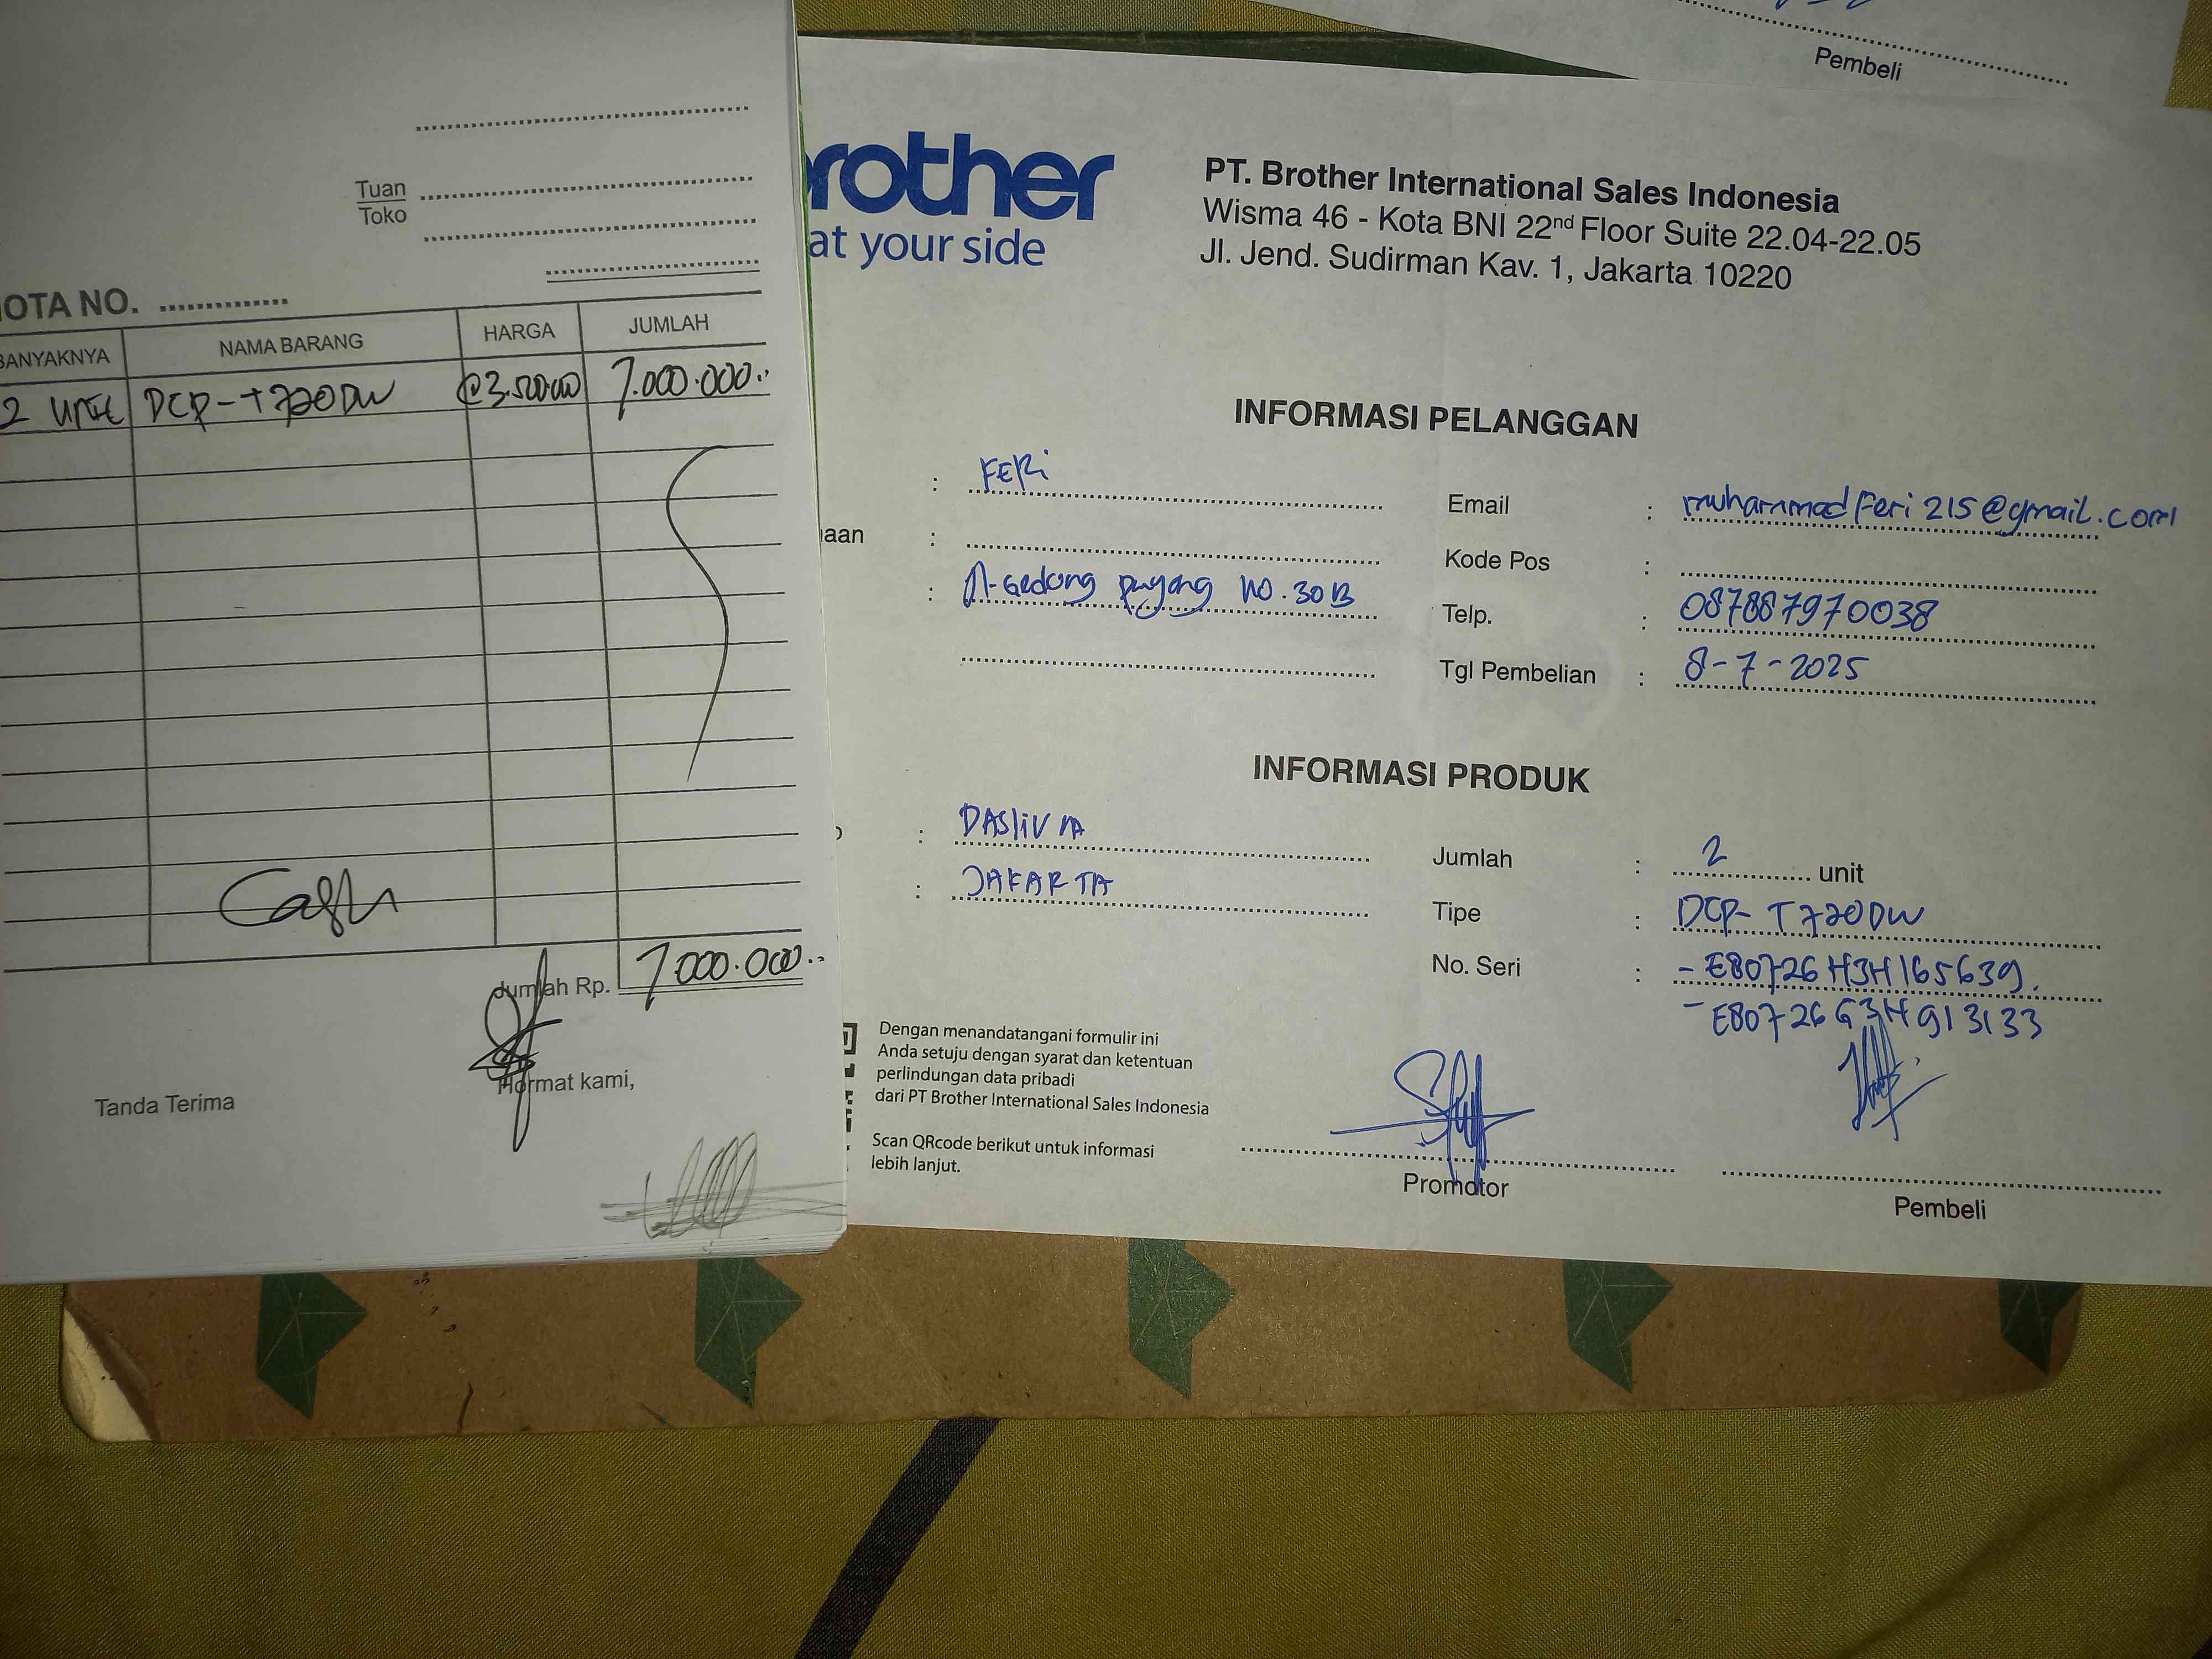 Tuan
Toko
OTA NO. ..............
BANYAKNYA NAMA BARANG HARGA JUMLAH
2 unit DCP-T720DW @3.500.000 7.000.000..
Cash
Jumlah Rp. 7.000.000..
Tanda Terima Hormat kami,
Pembeli
rother
at your side
PT. Brother International Sales Indonesia
Wisma 46 - Kota BNI 22nd Floor Suite 22.04-22.05
Jl. Jend. Sudirman Kav. 1, Jakarta 10220
INFORMASI PELANGGAN
: FERi Email : muhammadferi215@gmail.com
aan : Kode Pos :
: Jl-Gedong No. 30B Telp. : 087887970038
Tgl Pembelian : 8-7-2025
INFORMASI PRODUK
: DASliVA Jumlah : 2 unit
: JAKARTA Tipe : DCP-T720DW
No. Seri : - E80726H3H165639.
- E80726G3H913133
Dengan menandatangani formulir ini
Anda setuju dengan syarat dan ketentuan
perlindungan data pribadi
dari PT Brother International Sales Indonesia
Scan QRcode berikut untuk informasi
lebih lanjut.
Promotor Pembeli